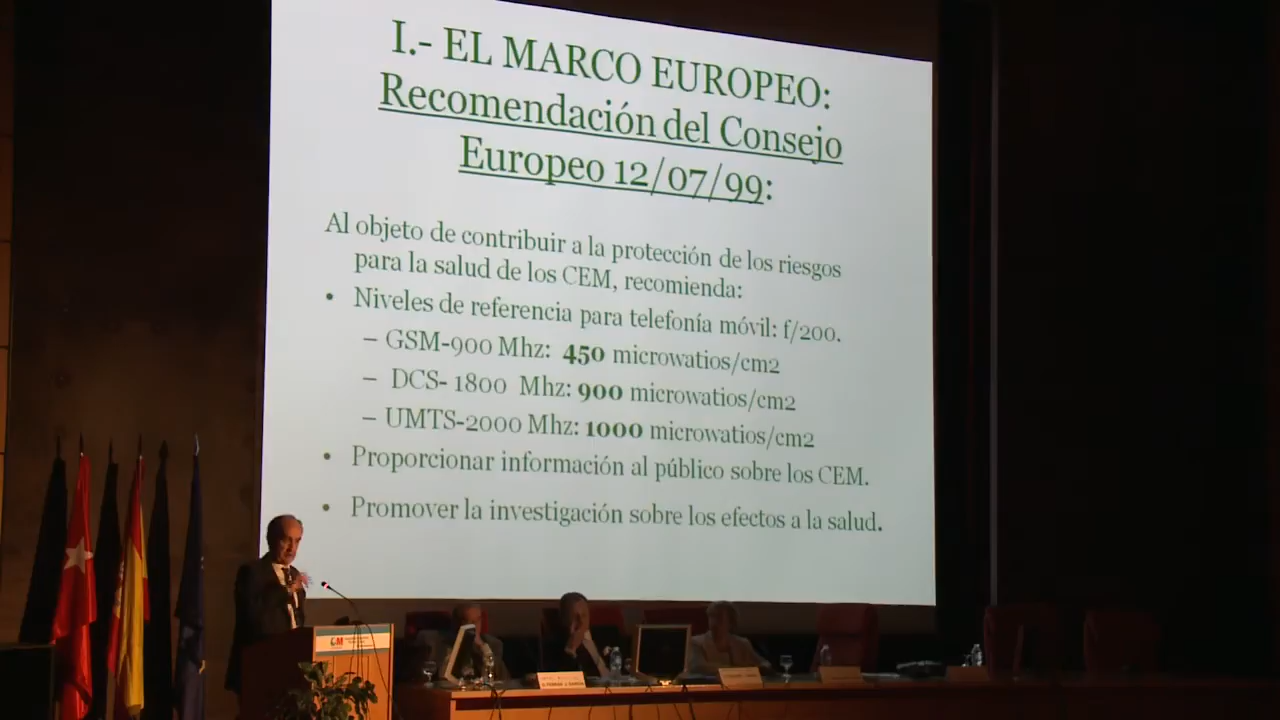 I.- EL MARCO EUROPEO:
Recomendación del Consejo
Europeo 12/07/99:
Al objeto de contribuir a la protección de los riesgos
para la salud de los CEM, recomienda:
• Niveles de referencia para telefonía móvil: f/200.
– GSM-900 Mhz: 450 microwatios/cm2
– DCS- 1800 Mhz: 900 microwatios/cm2
– UMTS-2000 Mhz: 1000 microwatios/cm2
• Proporcionar información al público sobre los CEM.
• Promover la investigación sobre los efectos a la salud.